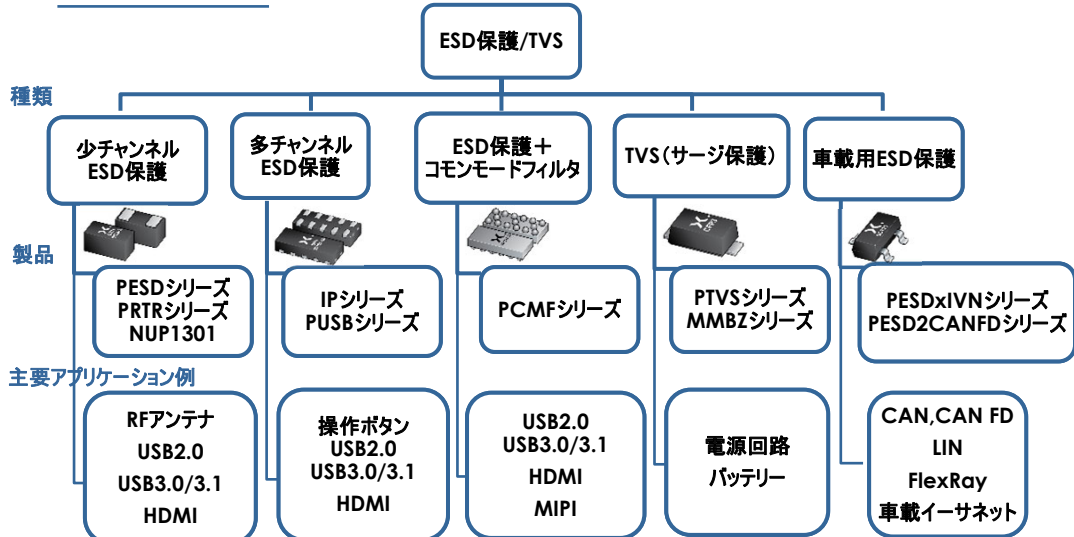 ESD保護/TVS
種類
少チャンネル
ESD保護
多チャンネル
ESD保護
ESD保護＋
コモンモードフィルタ
TVS（サージ保護）
車載用ESD保護
製品
PESDシリーズ
PRTRシリーズ
NUP1301
IPシリーズ
PUSBシリーズ
PCMFシリーズ
PTVSシリーズ
MMBZシリーズ
PESDxIVNシリーズ
PESD2CANFDシリーズ
主要アプリケーション例
RFアンテナ
USB2.0
USB3.0/3.1
HDMI
操作ボタン
USB2.0
USB3.0/3.1
HDMI
USB2.0
USB3.0/3.1
HDMI
MIPI
電源回路
バッテリー
CAN,CAN FD
LIN
FlexRay
車載イーサネット